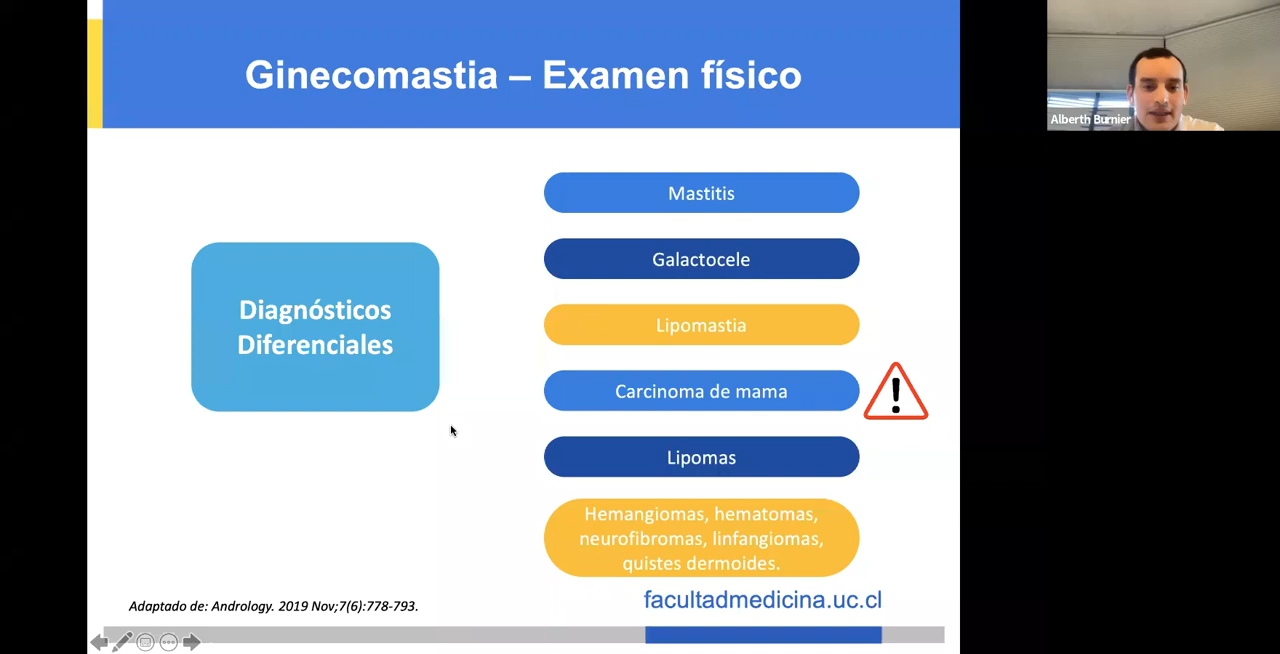 Ginecomastia – Examen físico
Alberth Burnier
Diagnósticos
Diferenciales
Mastitis
Galactocele
Lipomastia
Carcinoma de mama
Lipomas
Hemangiomas, hematomas,
neurofibromas, linfangiomas,
quistes dermoides.
Adaptado de: Andrology. 2019 Nov;7(6):778-793.
facultadmedicina.uc.cl